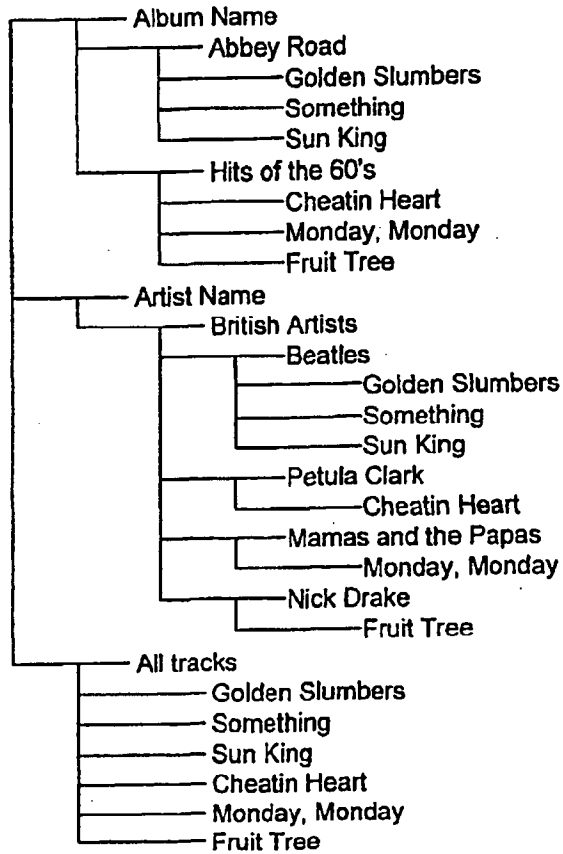 Album Name
Abbey Road
Golden Slumbers
Something
Sun King
Hits of the 60's
Cheatin Heart
Monday, Monday
Fruit Tree
Artist Name
British Artists
Beatles
Golden Slumbers
Something
Sun King
Petula Clark
Cheatin Heart
Mamas and the Papas
Monday, Monday
Nick Drake
Fruit Tree
All tracks
Golden Slumbers
Something
Sun King
Cheatin Heart
Monday, Monday
Fruit Tree